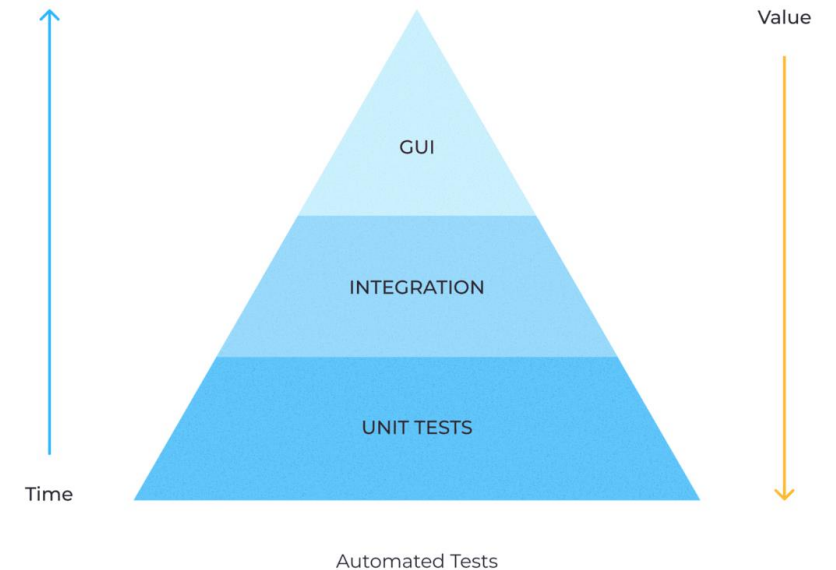 Value
GUI
INTEGRATION
UNIT TESTS
Time
Automated Tests